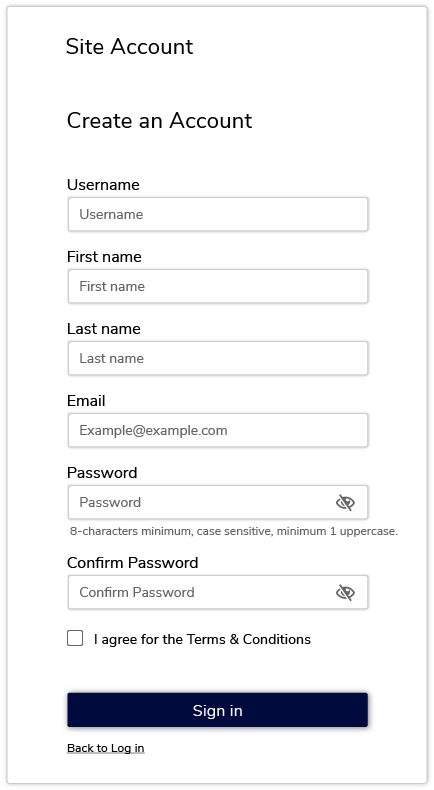 Site Account
Create an Account
Username
Username
First name
First name
Last name
Last name
Email
Example@example.com
Password
Password
8-characters minimum, case sensitive, minimum 1 uppercase.
Confirm Password
Confirm Password
I agree for the Terms & Conditions
Sign in
Back to Log in